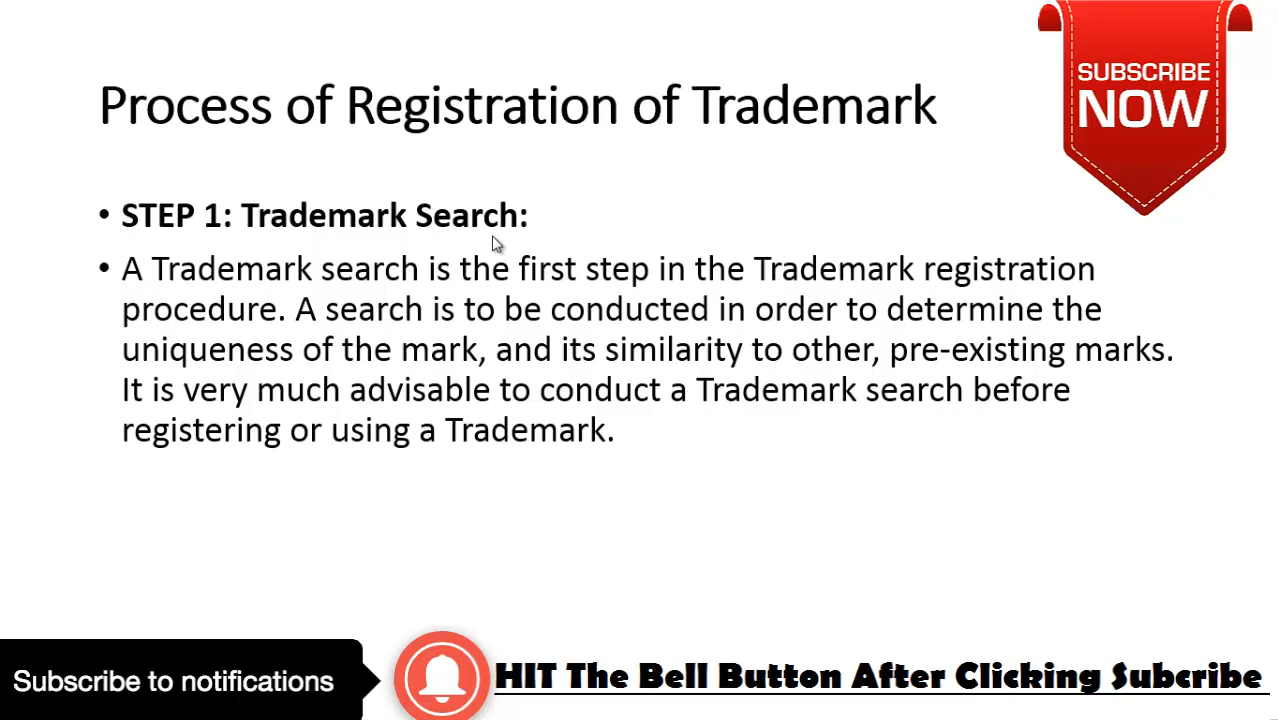 SUBSCRIBE
NOW
Process of Registration of Trademark
• STEP 1: Trademark Search:
• A Trademark search is the first step in the Trademark registration
procedure. A search is to be conducted in order to determine the
uniqueness of the mark, and its similarity to other, pre-existing marks.
It is very much advisable to conduct a Trademark search before
registering or using a Trademark.
Subscribe to notifications
HIT The Bell Button After Clicking Subcribe